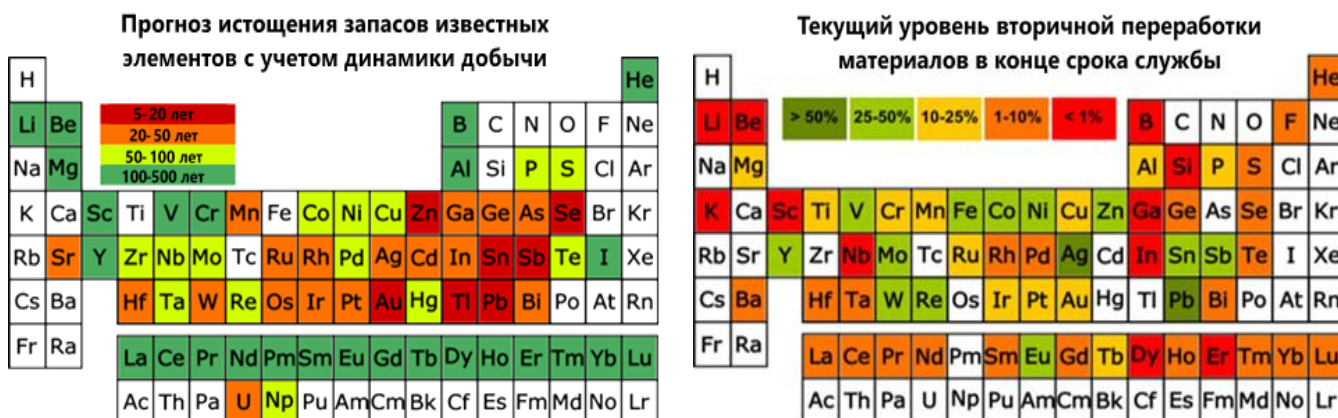 Прогноз истощения запасов известных
элементов с учетом динамики добычи
H He
5-20 лет
20- 50 лет
50- 100 лет
100-500 лет
Li Be B C N O F Ne
Na Mg Al Si P S Cl Ar
K Ca Sc Ti V Cr Mn Fe Co Ni Cu Zn Ga Ge As Se Br Kr
Rb Sr Y Zr Nb Mo Tc Ru Rh Pd Ag Cd In Sn Sb Te I Xe
Cs Ba Hf Ta W Re Os Ir Pt Au Hg Tl Pb Bi Po At Rn
Fr Ra
La Ce Pr Nd Pm Sm Eu Gd Tb Dy Ho Er Tm Yb Lu
Ac Th Pa U Np Pu Am Cm Bk Cf Es Fm Md No Lr
Текущий уровень вторичной переработки
материалов в конце срока службы
H He
> 50% 25-50% 10-25% 1-10% < 1%
Li Be B C N O F Ne
Na Mg Al Si P S Cl Ar
K Ca Sc Ti V Cr Mn Fe Co Ni Cu Zn Ga Ge As Se Br Kr
Rb Sr Y Zr Nb Mo Tc Ru Rh Pd Ag Cd In Sn Sb Te I Xe
Cs Ba Hf Ta W Re Os Ir Pt Au Hg Tl Pb Bi Po At Rn
Fr Ra
La Ce Pr Nd Pm Sm Eu Gd Tb Dy Ho Er Tm Yb Lu
Ac Th Pa U Np Pu Am Cm Bk Cf Es Fm Md No Lr